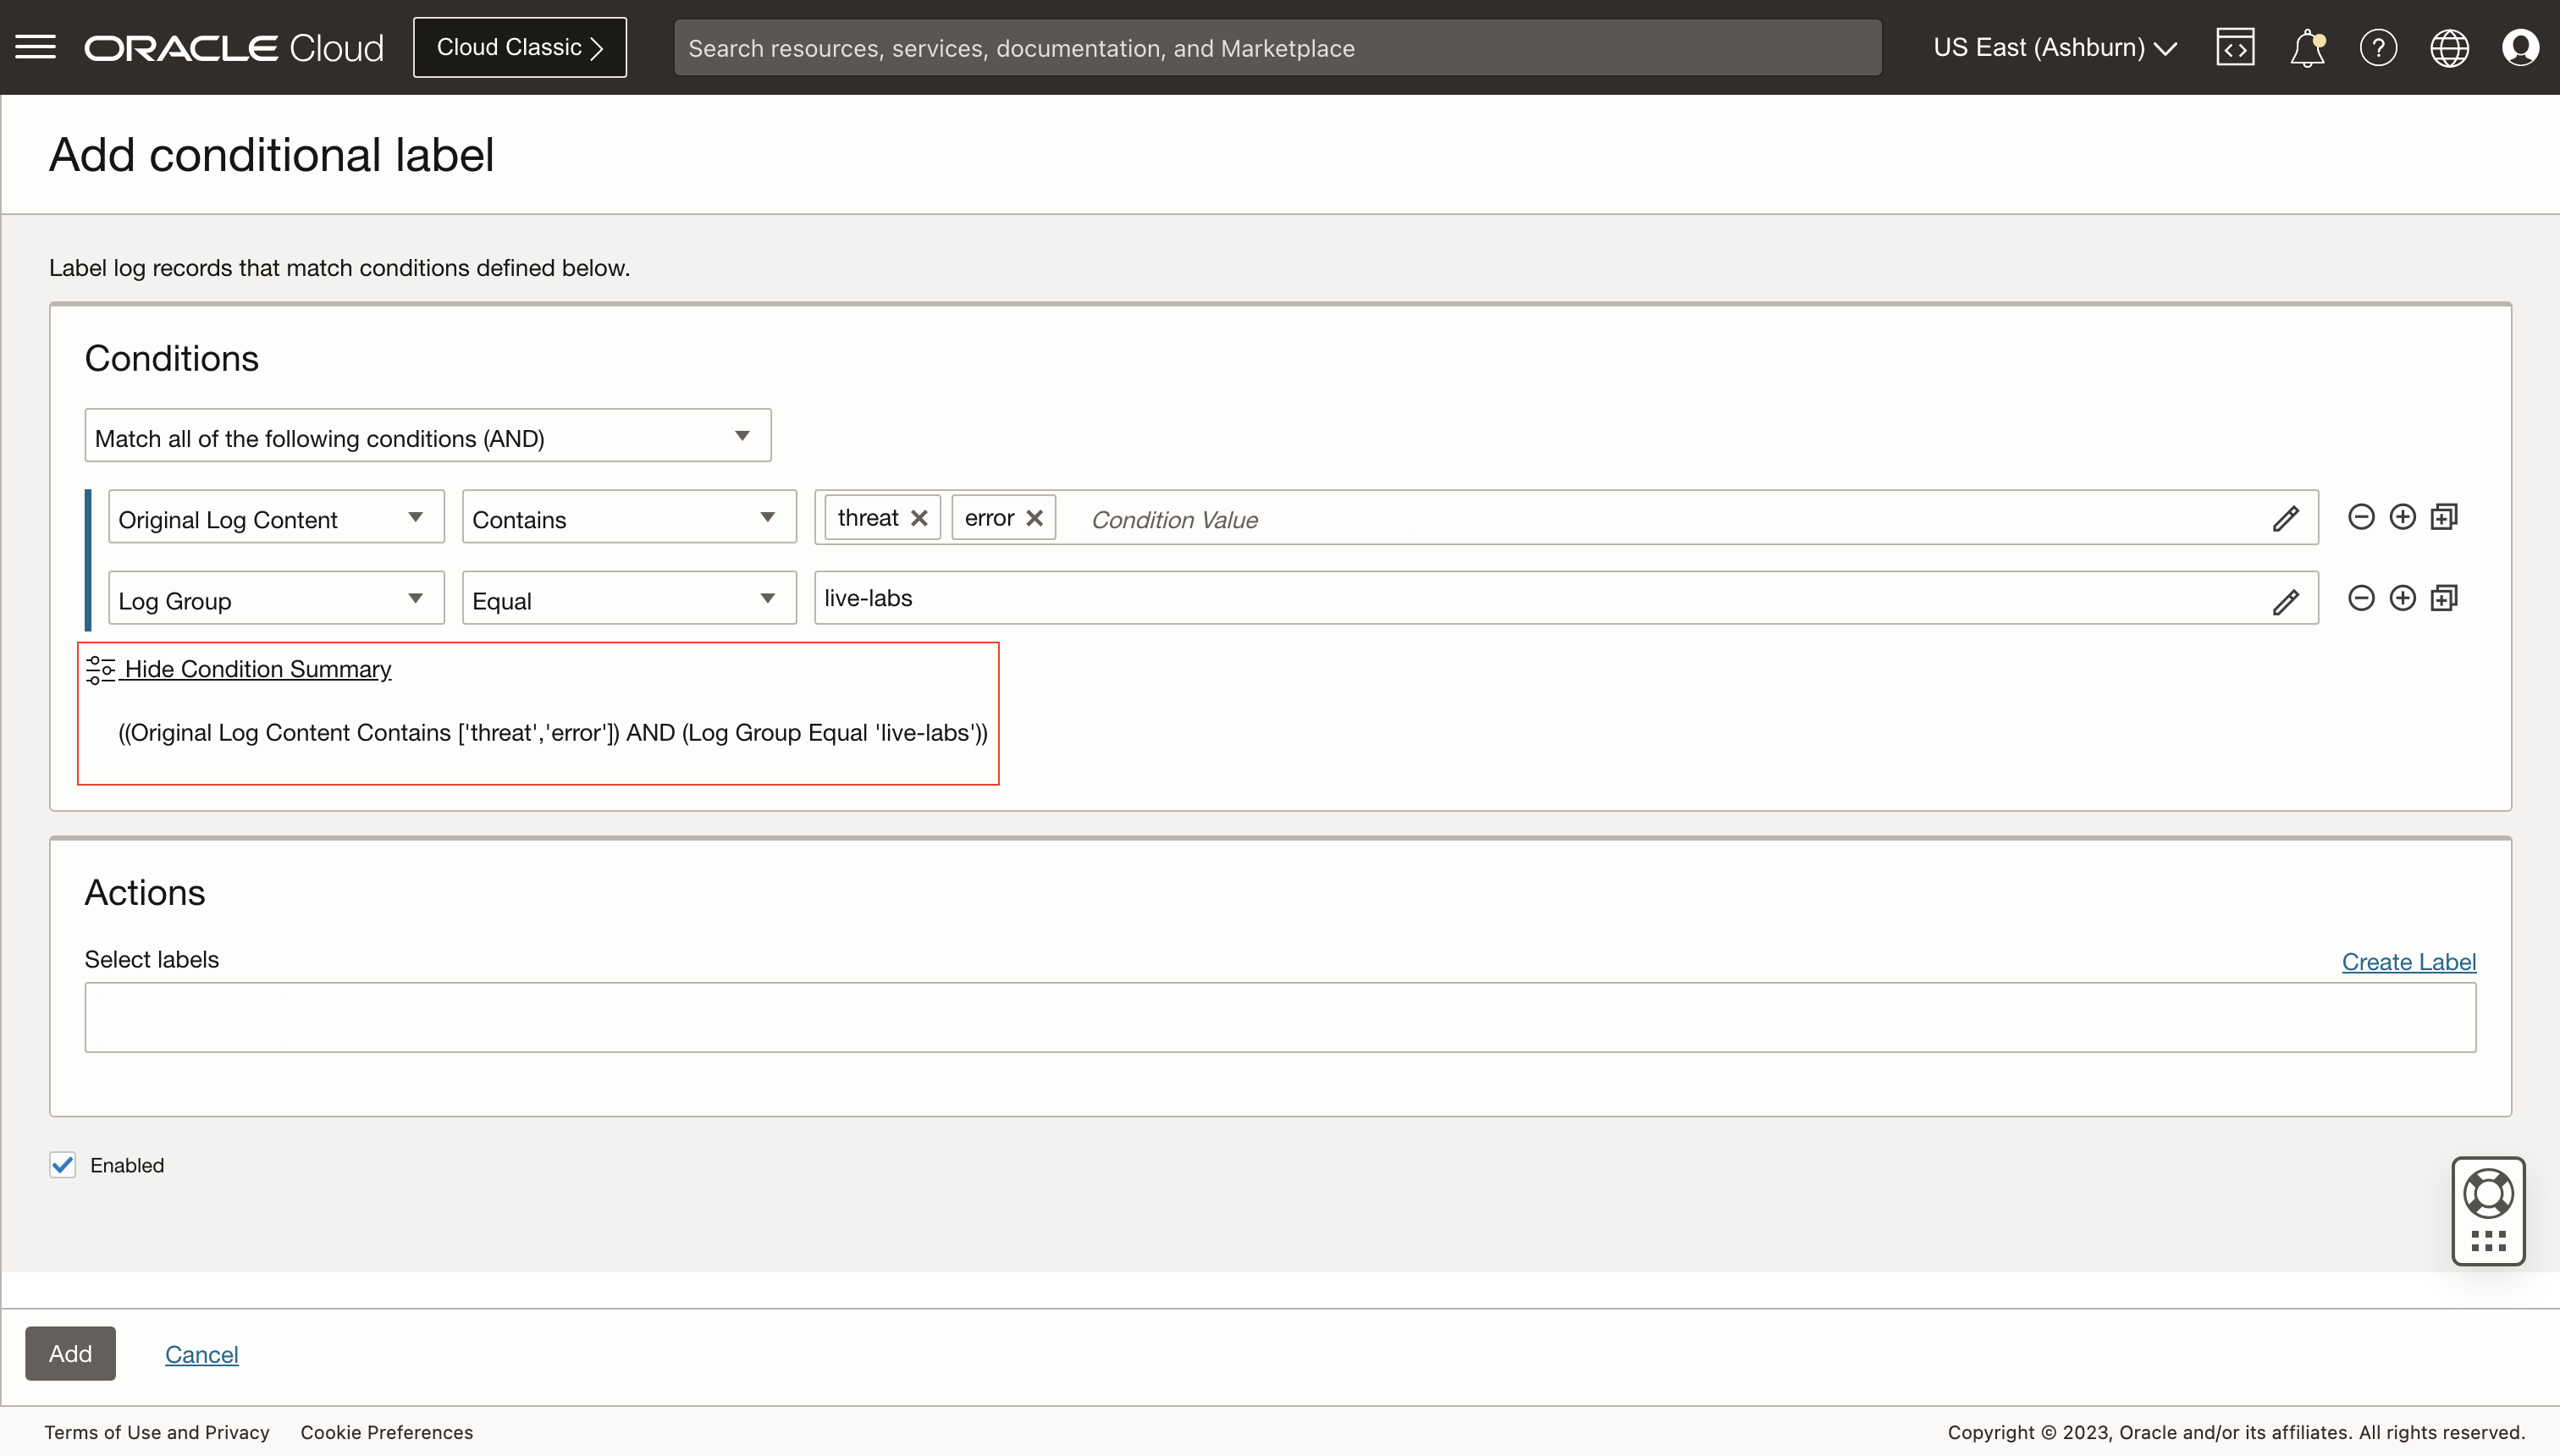 ORACLE Cloud
Cloud Classic
Search resources, services, documentation, and Marketplace
US East (Ashburn)
Add conditional label
Label log records that match conditions defined below.
Conditions
Match all of the following conditions (AND)
Original Log Content Contains threat error Condition Value
Log Group Equal live-labs
Hide Condition Summary
((Original Log Content Contains ['threat','error']) AND (Log Group Equal 'live-labs'))
Actions
Select labels
Create Label
Enabled
Add Cancel
Terms of Use and Privacy Cookie Preferences
Copyright © 2023, Oracle and/or its affiliates. All rights reserved.